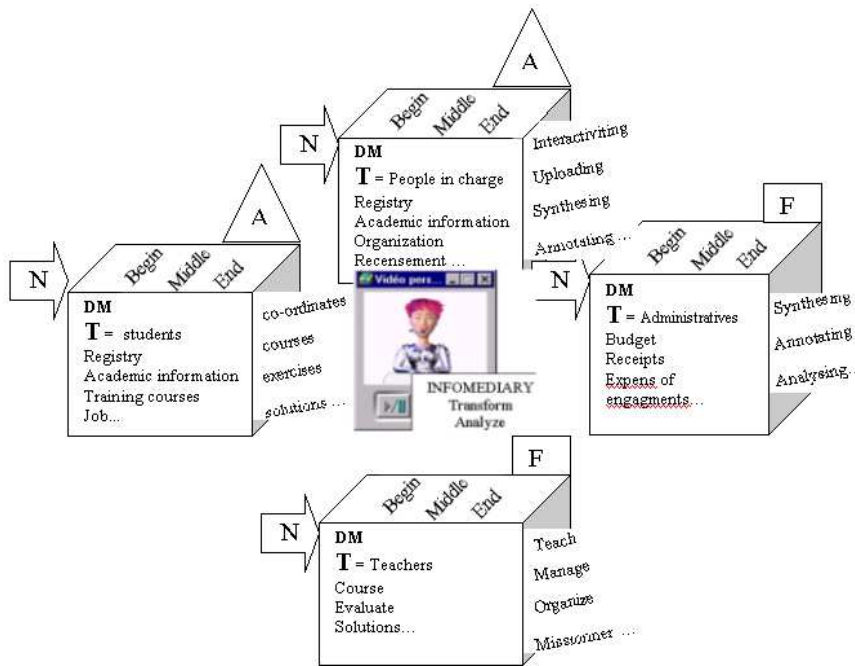 A
Begin
Middle
End
N
DM
T = People in charge
Registry
Academic information
Organization
Recensement ...
Interactiviting
Uploading
Synthesing
Annotating ...
A
Begin
Middle
End
N
DM
T = students
Registry
Academic information
Training courses
Job...
co-ordinates
courses
exercises
solutions ...
Vidéo pers...
INFOMEDIARY
Transform
Analyze
F
Begin
Middle
End
N
DM
T = Administratives
Budget
Receipts
Expens of
engagments...
Synthesing
Annotating
Analysing...
F
Begin
Middle
End
N
DM
T = Teachers
Course
Evaluate
Solutions...
Teach
Manage
Organize
Missionner ...